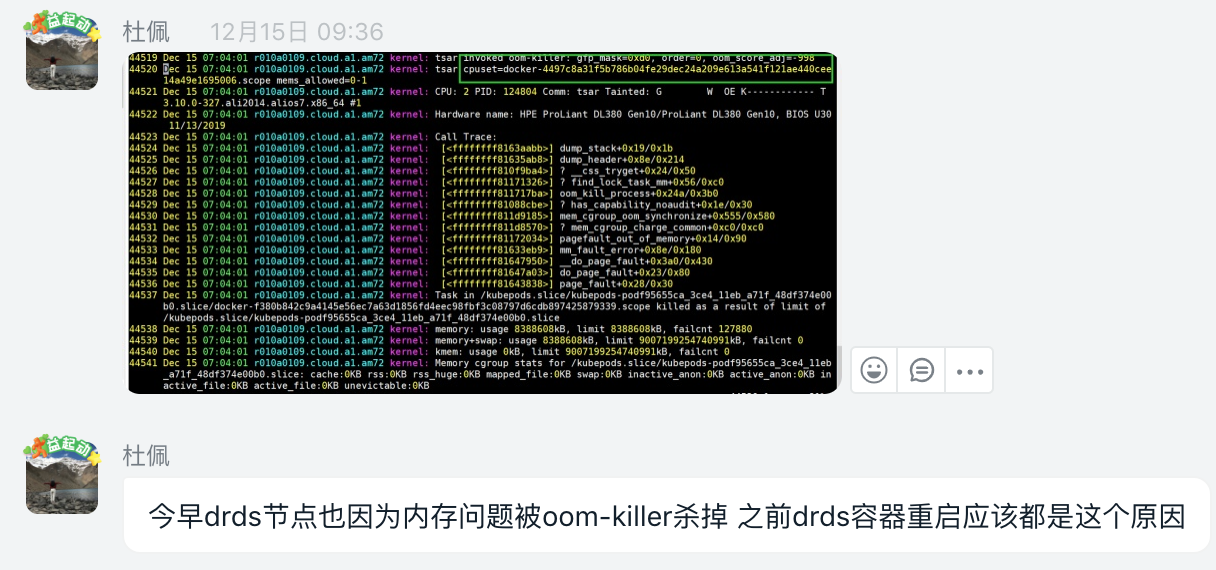 益起动
杜佩 12月15日 09:36
44519 Dec 15 07:04:01 r010a0109.cloud.a1.am72 kernel: tsar invoked oom-killer: gfp_mask=0xd0, order=0, oom_score_adj=-998
44520 Dec 15 07:04:01 r010a0109.cloud.a1.am72 kernel: tsar cpuset=docker-4497c8a31f5b786b04fe29dec24a209e613a541f121ae440cee
14a49e1695006.scope mems_allowed=0-1
44521 Dec 15 07:04:01 r010a0109.cloud.a1.am72 kernel: CPU: 2 PID: 124804 Comm: tsar Tainted: G W OE K------------ T
3.10.0-327.ali2014.alios7.x86_64 #1
44522 Dec 15 07:04:01 r010a0109.cloud.a1.am72 kernel: Hardware name: HPE ProLiant DL380 Gen10/ProLiant DL380 Gen10, BIOS U30
11/13/2019
44523 Dec 15 07:04:01 r010a0109.cloud.a1.am72 kernel: Call Trace:
44524 Dec 15 07:04:01 r010a0109.cloud.a1.am72 kernel: [<ffffffff8163aabb>] dump_stack+0x19/0x1b
44525 Dec 15 07:04:01 r010a0109.cloud.a1.am72 kernel: [<ffffffff81635ab8>] dump_header+0x8e/0x214
44526 Dec 15 07:04:01 r010a0109.cloud.a1.am72 kernel: [<ffffffff810f9ba4>] ? __css_tryget+0x24/0x50
44527 Dec 15 07:04:01 r010a0109.cloud.a1.am72 kernel: [<ffffffff81171326>] ? find_lock_task_mm+0x56/0xc0
44528 Dec 15 07:04:01 r010a0109.cloud.a1.am72 kernel: [<ffffffff811717ba>] oom_kill_process+0x24a/0x3b0
44529 Dec 15 07:04:01 r010a0109.cloud.a1.am72 kernel: [<ffffffff81088cbe>] ? has_capability_noaudit+0x1e/0x30
44530 Dec 15 07:04:01 r010a0109.cloud.a1.am72 kernel: [<ffffffff811d9185>] mem_cgroup_oom_synchronize+0x555/0x580
44531 Dec 15 07:04:01 r010a0109.cloud.a1.am72 kernel: [<ffffffff811d8570>] ? mem_cgroup_charge_common+0xc0/0xc0
44532 Dec 15 07:04:01 r010a0109.cloud.a1.am72 kernel: [<ffffffff81172034>] pagefault_out_of_memory+0x14/0x90
44533 Dec 15 07:04:01 r010a0109.cloud.a1.am72 kernel: [<ffffffff81633eb9>] mm_fault_error+0x8e/0x180
44534 Dec 15 07:04:01 r010a0109.cloud.a1.am72 kernel: [<ffffffff81647950>] __do_page_fault+0x3a0/0x430
44535 Dec 15 07:04:01 r010a0109.cloud.a1.am72 kernel: [<ffffffff81647a03>] do_page_fault+0x23/0x80
44536 Dec 15 07:04:01 r010a0109.cloud.a1.am72 kernel: [<ffffffff81643838>] page_fault+0x28/0x30
44537 Dec 15 07:04:01 r010a0109.cloud.a1.am72 kernel: Task in /kubepods.slice/kubepods-podf95655ca_3ce4_11eb_a71f_48df374e00
b0.slice/docker-f380b842c9a4145e56ec7a63d1856fd4eec98fbf3c08797d6cdb897425879339.scope killed as a result of limit of
/kubepods.slice/kubepods-podf95655ca_3ce4_11eb_a71f_48df374e00b0.slice
44538 Dec 15 07:04:01 r010a0109.cloud.a1.am72 kernel: memory: usage 8388608kB, limit 8388608kB, failcnt 127880
44539 Dec 15 07:04:01 r010a0109.cloud.a1.am72 kernel: memory+swap: usage 8388608kB, limit 9007199254740991kB, failcnt 0
44540 Dec 15 07:04:01 r010a0109.cloud.a1.am72 kernel: kmem: usage 0kB, limit 9007199254740991kB, failcnt 0
44541 Dec 15 07:04:01 r010a0109.cloud.a1.am72 kernel: Memory cgroup stats for /kubepods.slice/kubepods-podf95655ca_3ce4_11eb
_a71f_48df374e00b0.slice: cache:0KB rss:0KB rss_huge:0KB mapped_file:0KB swap:0KB inactive_anon:0KB active_anon:0KB in
active_file:0KB active_file:0KB unevictable:0KB
益起动
杜佩
今早drds节点也因为内存问题被oom-killer杀掉 之前drds容器重启应该都是这个原因